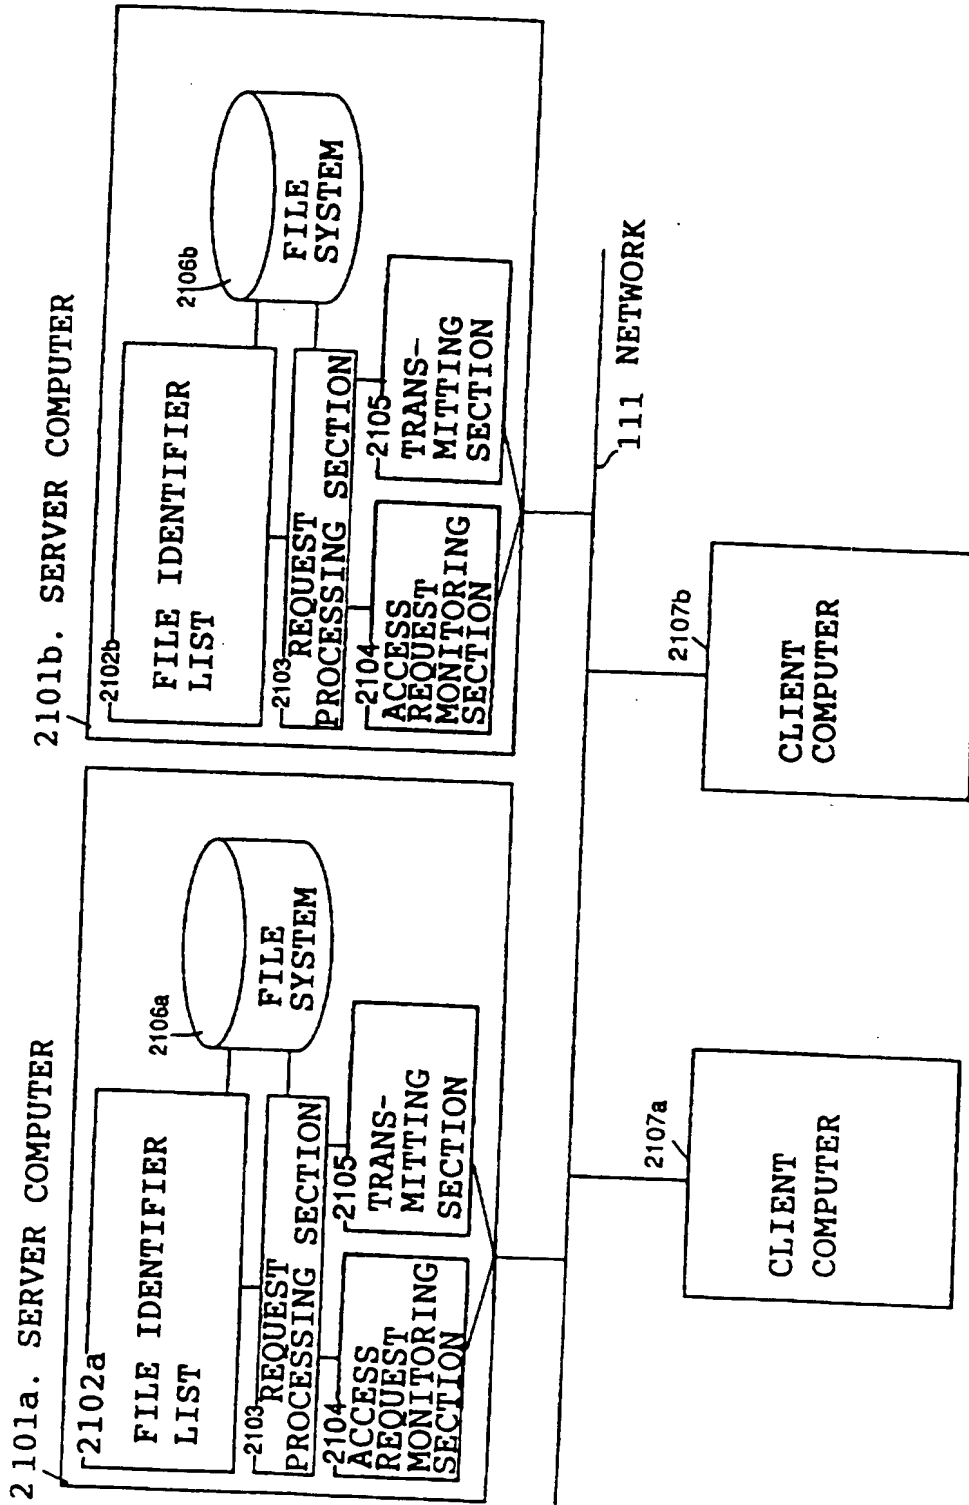 2101a. SERVER COMPUTER
2102a
FILE IDENTIFIER
LIST
2106a
FILE
SYSTEM
2103
REQUEST
PROCESSING SECTION
2104
ACCESS
REQUEST
MONITORING
SECTION
2105
TRANS-
MITTING
SECTION
2101b. SERVER COMPUTER
2102b
FILE IDENTIFIER
LIST
2106b
FILE
SYSTEM
2103
REQUEST
PROCESSING SECTION
2104
ACCESS
REQUEST
MONITORING
SECTION
2105
TRANS-
MITTING
SECTION
111 NETWORK
2107a
CLIENT
COMPUTER
2107b
CLIENT
COMPUTER